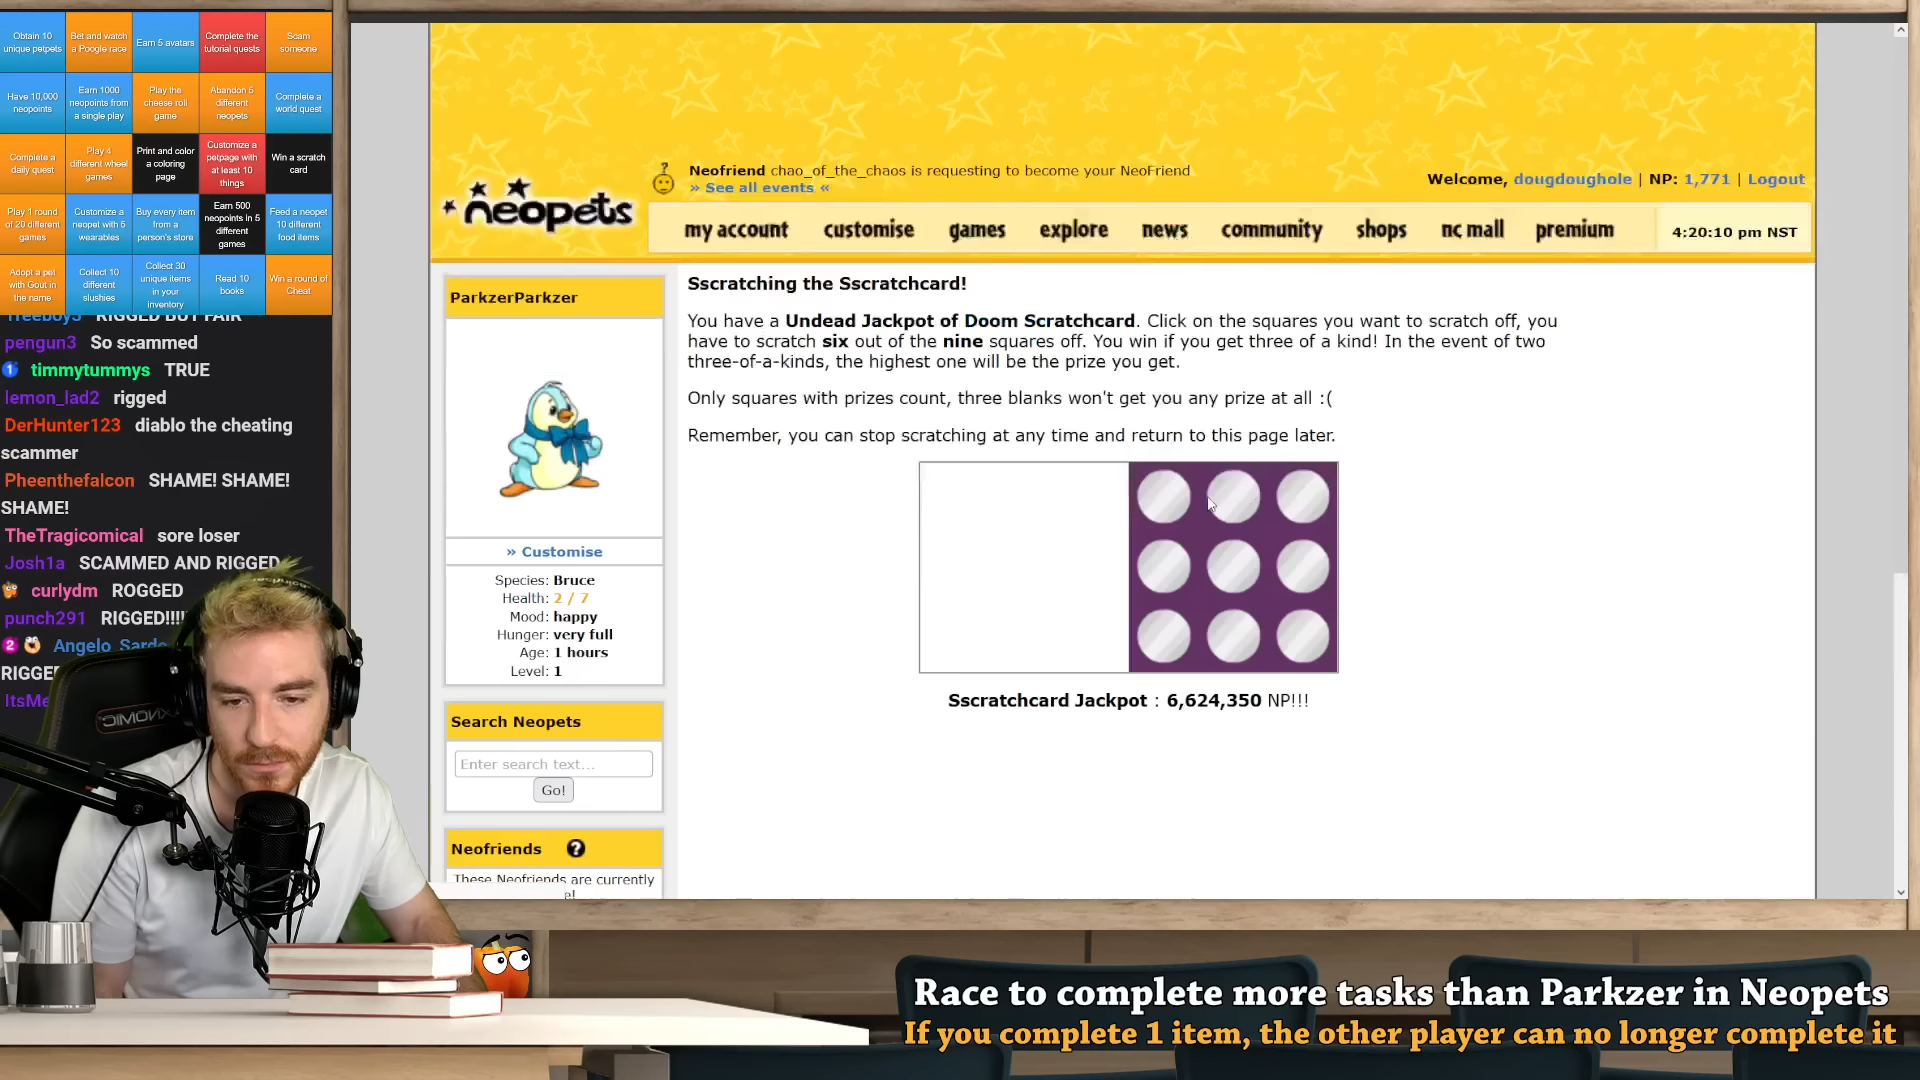 Obtain 10
unique petpets
Bet and watch
a Poogle race
Earn 5 avatars
Complete the
tutorial quests
Scam
someone
Have 10,000
neopoints
Earn 1000
neopoints from
a single play
Play the
cheese roll
game
Abandon 5
different
neopets
Complete a
world quest
Complete a
daily quest
Play 4
different wheel
games
Print and color
a coloring
page
Customize a
petpage with
at least 10
things
Win a scratch
card
Play 1 round
of 20 different
games
Customize a
neopet with 5
wearables
Buy every item
from a
person's store
Earn 500
neopoints in 5
different
games
Feed a neopet
10 different
food items
Adopt a pet
with Gout in
the name
Collect 10
different
slushies
Collect 30
unique items
in your
inventory
Read 10
books
Win a round of
Cheat
RIGGED BUT FAIR
pengun3 So scammed
1 timmytummys TRUE
lemon_lad2 rigged
DerHunter123 diablo the cheating
scammer
Pheenthefalcon SHAME! SHAME!
SHAME!
TheTragicomical sore loser
Josh1a SCAMMED AND RIGGED
curlydm ROGGED
punch291 RIGGED!!!!
2 Angelo_Sardo
RIGGE
ItsMe
Neofriend chao_of_the_chaos is requesting to become your NeoFriend
» See all events «
Welcome, dougdoughole | NP: 1,771 | Logout
neopets
my account customise games explore news community shops nc mall premium
4:20:10 pm NST
ParkzerParkzer
» Customise
Species: Bruce
Health: 2 / 7
Mood: happy
Hunger: very full
Age: 1 hours
Level: 1
Search Neopets
Enter search text...
Go!
Neofriends ?
These Neofriends are currently
e!
Sscratching the Sscratchcard!
You have a Undead Jackpot of Doom Scratchcard. Click on the squares you want to scratch off, you
have to scratch six out of the nine squares off. You win if you get three of a kind! In the event of two
three-of-a-kinds, the highest one will be the prize you get.
Only squares with prizes count, three blanks won't get you any prize at all :(
Remember, you can stop scratching at any time and return to this page later.
Sscratchcard Jackpot : 6,624,350 NP!!!
Race to complete more tasks than Parkzer in Neopets
If you complete 1 item, the other player can no longer complete it